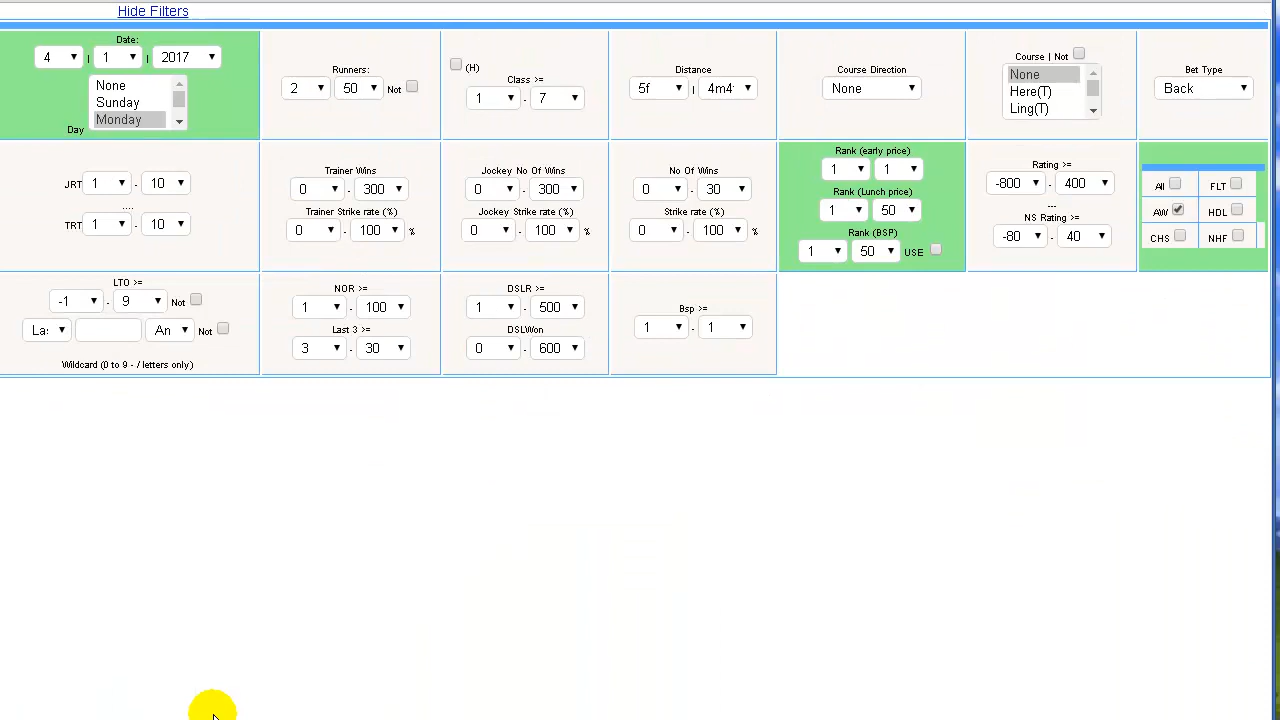 Hide Filters
Date:
4 | 1 | 2017
None
Sunday
Monday
Day
Runners:
2 50 Not
(H)
Class >=
1 - 7
Distance
5f | 4m4
Course Direction
None
Course | Not
None
Here(T)
Ling(T)
Bet Type
Back
JRT 1 - 10
....
TRT 1 - 10
Trainer Wins
0 - 300
Trainer Strike rate (%)
0 - 100 %
Jockey No Of Wins
0 - 300
Jockey Strike rate (%)
0 - 100 %
No Of Wins
0 - 30
Strike rate (%)
0 - 100 %
Rank (early price)
1 1
Rank (Lunch price)
1 50
Rank (BSP)
1 50 USE
Rating >=
-800 - 400
...
NS Rating >=
-80 - 40
All FLT
AW HDL
CHS NHF
LTO >=
-1 - 9 Not
La: An Not
Wildcard (0 to 9 - / letters only)
NOR >=
1 - 100
Last 3 >=
3 - 30
DSLR >=
1 - 500
DSLWon
0 - 600
Bsp >=
1 - 1